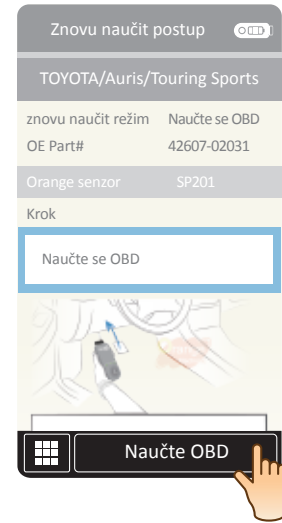 Znovu naučit postup
TOYOTA/Auris/Touring Sports
znovu naučit režim Naučte se OBD
OE Part# 42607-02031
Orange senzor SP201
Krok
Naučte se OBD
Naučte OBD